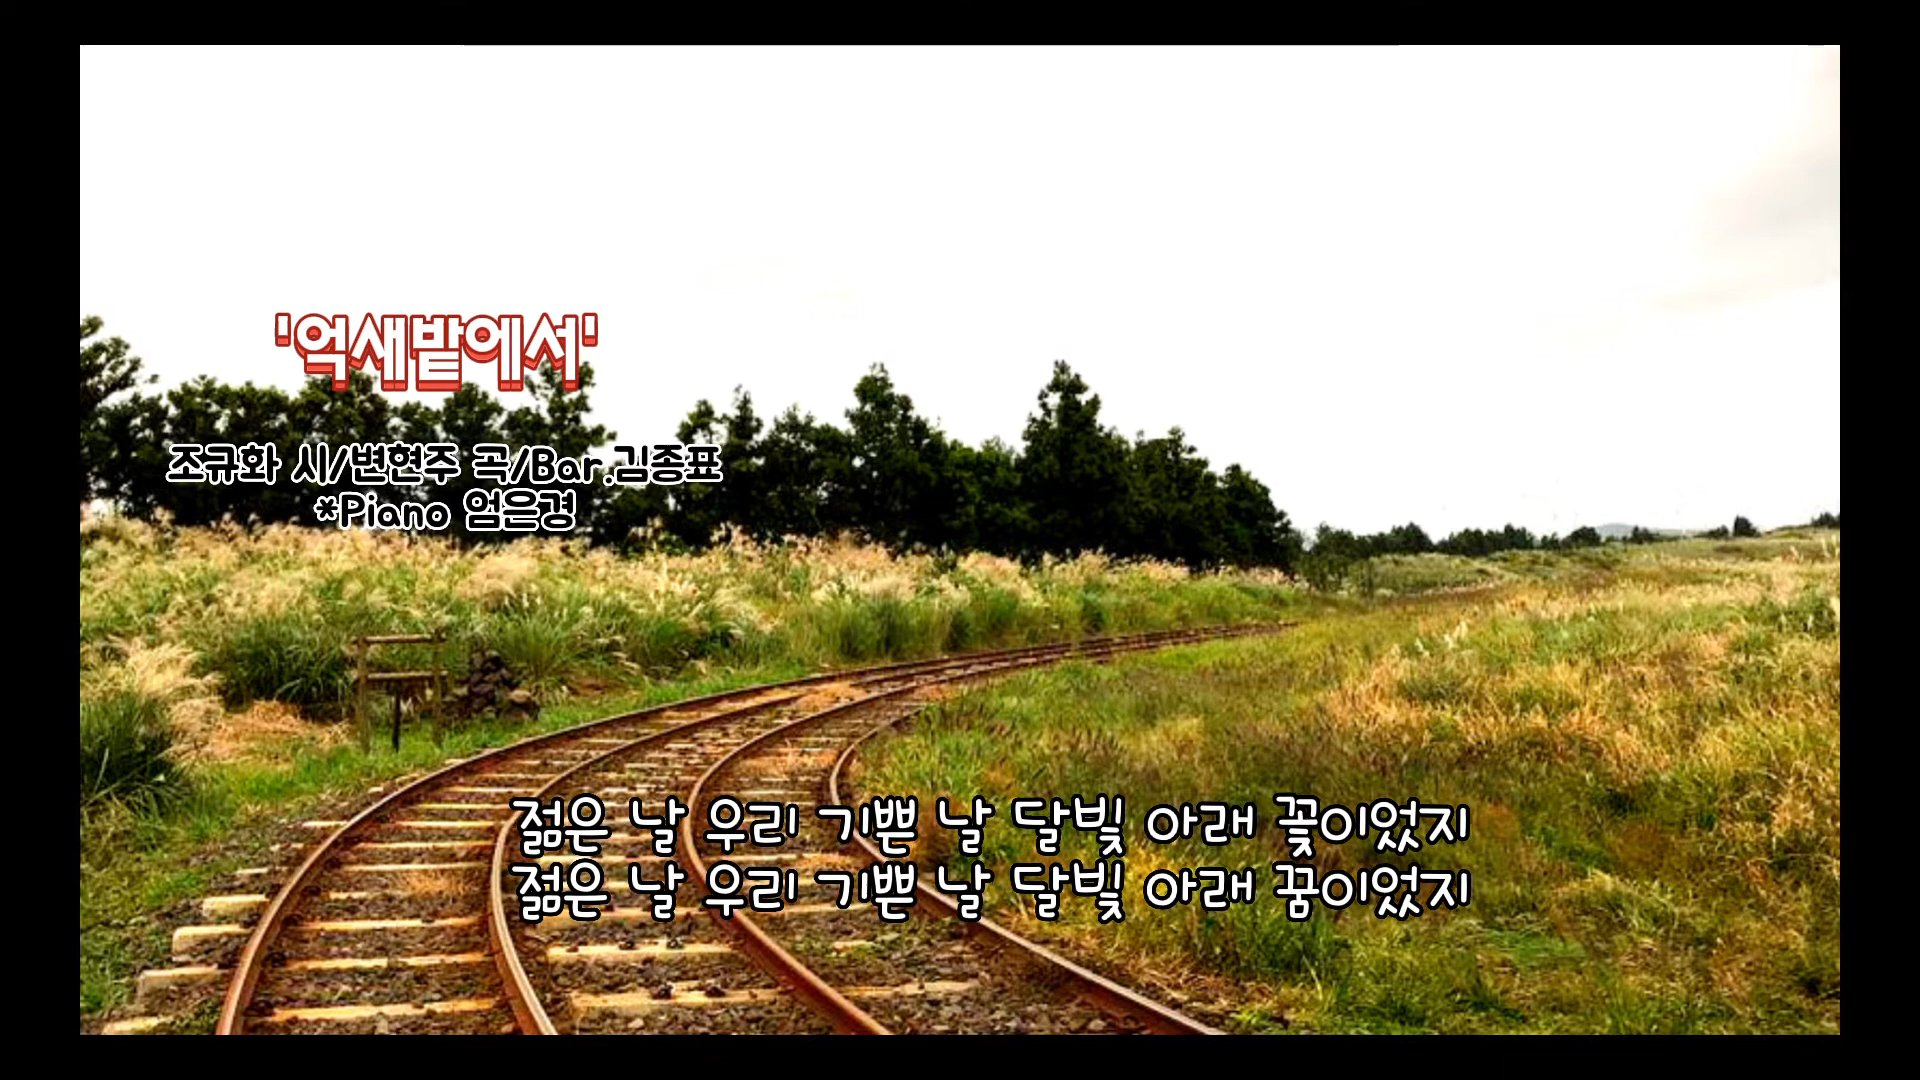 '억새밭에서'
조규화 시/변현주 곡/Bar.김종표
*Piano 엄은경
젊은 날 우리 기쁜 날 달빛 아래 꽃이었지
젊은 날 우리 기쁜 날 달빛 아래 꿈이었지